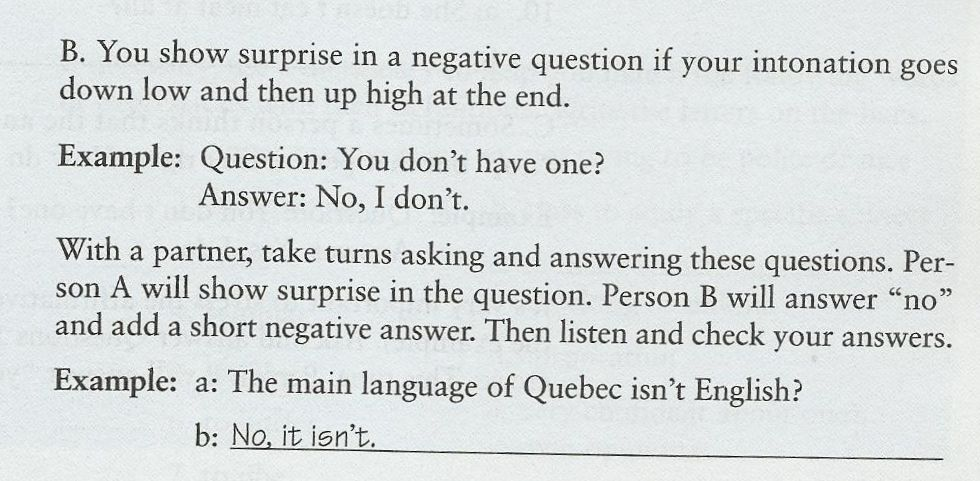 B. You show surprise in a negative question if your intonation goes
down low and then up high at the end.
Example: Question: You don't have one?
Answer: No, I don't.
With a partner, take turns asking and answering these questions. Per-
son A will show surprise in the question. Person B will answer “no”
and add a short negative answer. Then listen and check your answers.
Example: a: The main language of Quebec isn't English?
b: No, it isn't.